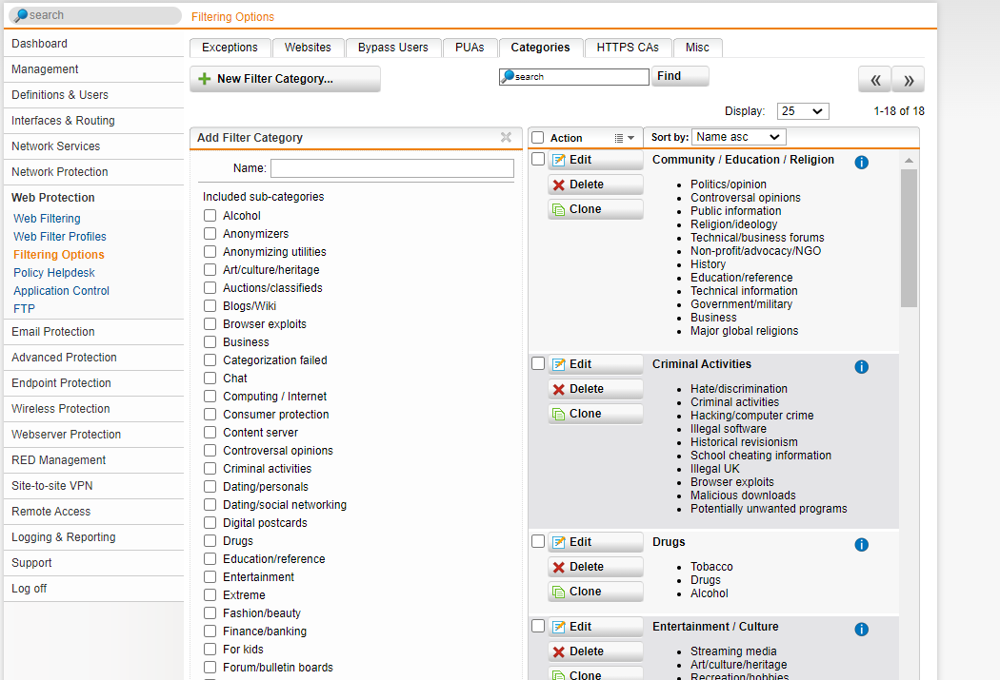 search
Filtering Options
Dashboard
Management
Definitions & Users
Interfaces & Routing
Network Services
Network Protection
Web Protection
Web Filtering
Web Filter Profiles
Filtering Options
Policy Helpdesk
Application Control
FTP
Email Protection
Advanced Protection
Endpoint Protection
Wireless Protection
Webserver Protection
RED Management
Site-to-site VPN
Remote Access
Logging & Reporting
Support
Log off
Exceptions
Websites
Bypass Users
PUAs
Categories
HTTPS CAs
Misc
New Filter Category...
search
Find
«
»
Display:
25
1-18 of 18
Add Filter Category
Name:
Included sub-categories
Alcohol
Anonymizers
Anonymizing utilities
Art/culture/heritage
Auctions/classifieds
Blogs/Wiki
Browser exploits
Business
Categorization failed
Chat
Computing / Internet
Consumer protection
Content server
Controversal opinions
Criminal activities
Dating/personals
Dating/social networking
Digital postcards
Drugs
Education/reference
Entertainment
Extreme
Fashion/beauty
Finance/banking
For kids
Forum/bulletin boards
Action
Sort by:
Name asc
Edit
Delete
Clone
Community / Education / Religion
Politics/opinion
Controversal opinions
Public information
Religion/ideology
Technical/business forums
Non-profit/advocacy/NGO
History
Education/reference
Technical information
Government/military
Business
Major global religions
Edit
Delete
Clone
Criminal Activities
Hate/discrimination
Criminal activities
Hacking/computer crime
Illegal software
Historical revisionism
School cheating information
Illegal UK
Browser exploits
Malicious downloads
Potentially unwanted programs
Edit
Delete
Clone
Drugs
Tobacco
Drugs
Alcohol
Edit
Delete
Clone
Entertainment / Culture
Streaming media
Art/culture/heritage
Recreation/hobbies